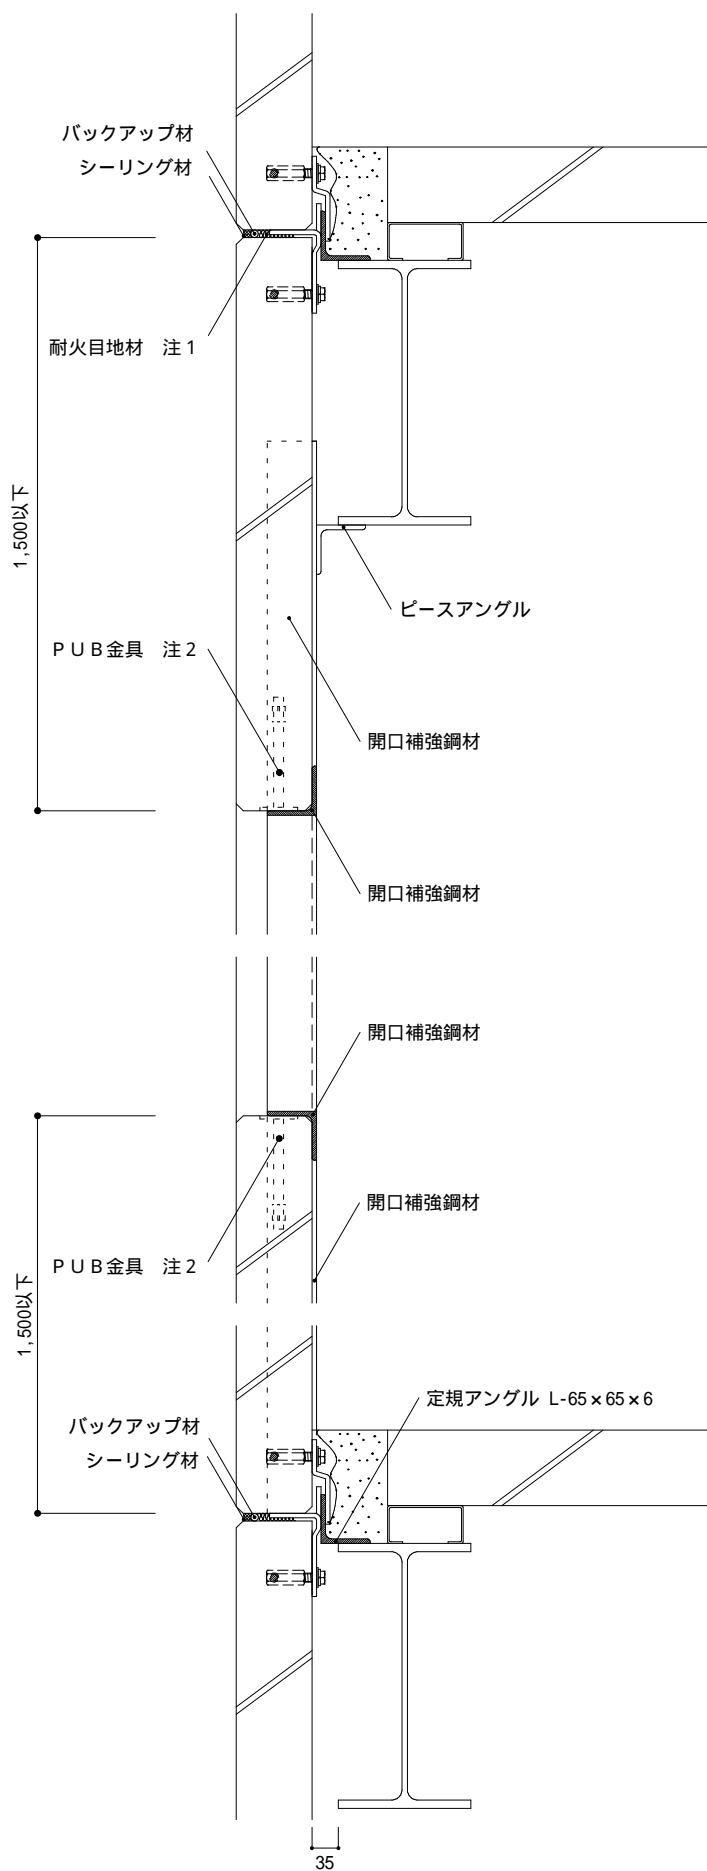 バックアップ材
シーリング材
耐火目地材　注１
1,500以下
ピースアングル
ＰＵＢ金具　注２
開口補強鋼材
開口補強鋼材
開口補強鋼材
開口補強鋼材
ＰＵＢ金具　注２
1,500以下
定規アングル L-65×65×6
バックアップ材
シーリング材
35